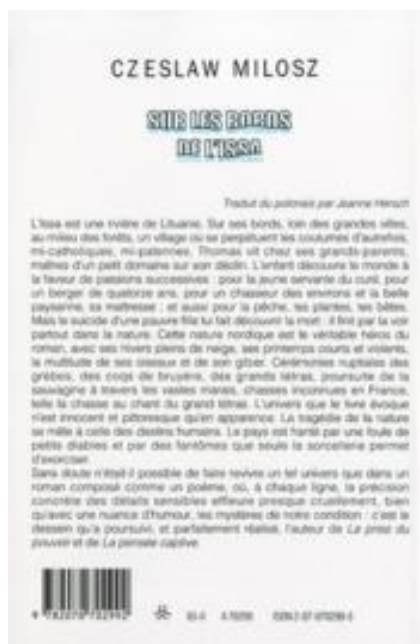 CZESLAW MILOSZ
SUR LES BORDS
DE L'ISSA
Traduit du polonais par Jeanne Hersch
L'Issa est une rivière de Lituanie. Sur ses bords, loin des grandes villes,
au milieu des forêts, un village où se perpétuent les coutumes d'autrefois,
mi-catholiques, mi-païennes. Thomas vit chez ses grands-parents,
maîtres d'un petit domaine sur son déclin. L'enfant découvre le monde à
la faveur de passions successives : pour la jeune servante du curé, pour
un berger de quatorze ans, pour un chasseur des environs et la belle
paysanne, sa maîtresse ; et aussi pour la pêche, les plantes, les bêtes.
Mais le suicide d'une pauvre fille lui fait découvrir la mort : il finit par la voir
partout dans la nature. Cette nature nordique est le véritable héros du
roman, avec ses hivers pleins de neige, ses printemps courts et violents,
la multitude de ses oiseaux et de son gibier. Cérémonies nuptiales des
grèbes, des coqs de bruyère, des grands tétras, poursuite de la
sauvagine à travers les vastes marais, chasses inconnues en France,
telle la chasse au chant du grand tétras. L'univers que le livre évoque
n'est innocent et pittoresque qu'en apparence. La tragédie de la nature
se mêle à celle des destins humains. Le pays est hanté par une foule de
petits diables et par des fantômes que seule la sorcellerie permet
d'exorciser.
Sans doute n'était-il possible de faire revivre un tel univers que dans un
roman composé comme un poème, où, à chaque ligne, la précision
concrète des détails sensibles effleure presque cruellement, bien
qu'avec une nuance d'humour, les mystères de notre condition : c'est le
dessein qu'a poursuivi, et parfaitement réalisé, l'auteur de La prise du
pouvoir et de La pensée captive.